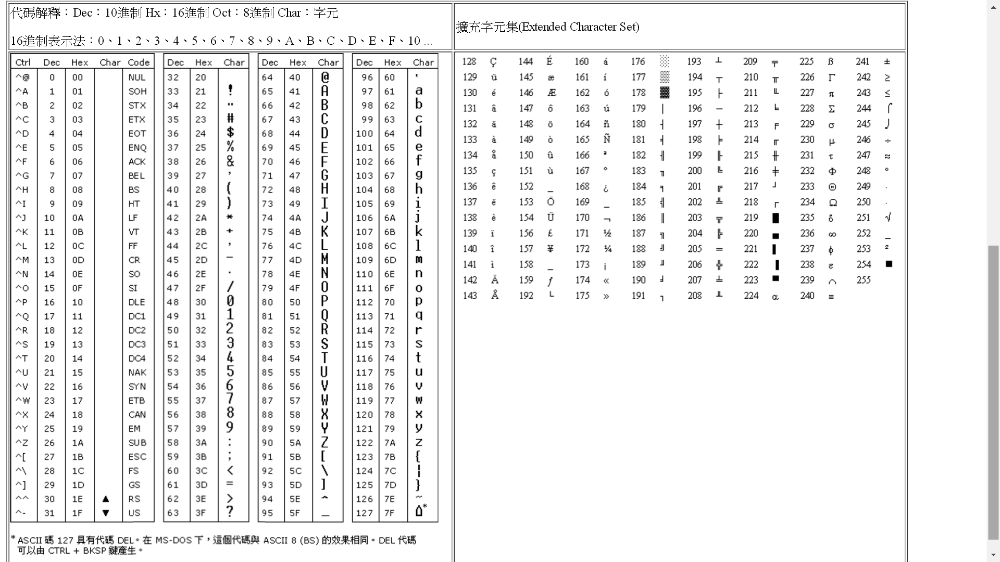 代碼解釋：Dec：10進制 Hx：16進制 Oct：8進制 Char：字元
16進制表示法：0、1、2、3、4、5、6、7、8、9、A、B、C、D、E、F、10 ...
擴充字元集(Extended Character Set)
Ctrl Dec Hex Char Code Dec Hex Char Dec Hex Char Dec Hex Char
^@ 0 00 NUL 32 20 64 40 @ 96 60 '
^A 1 01 SOH 33 21 ! 65 41 A 97 61 a
^B 2 02 STX 34 22 " 66 42 B 98 62 b
^C 3 03 ETX 35 23 # 67 43 C 99 63 c
^D 4 04 EOT 36 24 $ 68 44 D 100 64 d
^E 5 05 ENQ 37 25 % 69 45 E 101 65 e
^F 6 06 ACK 38 26 & 70 46 F 102 66 f
^G 7 07 BEL 39 27 ' 71 47 G 103 67 g
^H 8 08 BS 40 28 ( 72 48 H 104 68 h
^I 9 09 HT 41 29 ) 73 49 I 105 69 i
^J 10 0A LF 42 2A * 74 4A J 106 6A j
^K 11 0B VT 43 2B + 75 4B K 107 6B k
^L 12 0C FF 44 2C ' 76 4C L 108 6C l
^M 13 0D CR 45 2D – 77 4D M 109 6D m
^N 14 0E SO 46 2E · 78 4E N 110 6E n
^O 15 0F SI 47 2F / 79 4F O 111 6F o
^P 16 10 DLE 48 30 0 80 50 P 112 70 p
^Q 17 11 DC1 49 31 1 81 51 Q 113 71 q
^R 18 12 DC2 50 32 2 82 52 R 114 72 r
^S 19 13 DC3 51 33 3 83 53 S 115 73 s
^T 20 14 DC4 52 34 4 84 54 T 116 74 t
^U 21 15 NAK 53 35 5 85 55 U 117 75 u
^V 22 16 SYN 54 36 6 86 56 V 118 76 v
^W 23 17 ETB 55 37 7 87 57 W 119 77 w
^X 24 18 CAN 56 38 8 88 58 X 120 78 x
^Y 25 19 EM 57 39 9 89 59 Y 121 79 y
^Z 26 1A SUB 58 3A : 90 5A Z 122 7A z
^[ 27 1B ESC 59 3B ; 91 5B [ 123 7B {
^\ 28 1C FS 60 3C < 92 5C \ 124 7C ¦
^] 29 1D GS 61 3D = 93 5D ] 125 7D }
^^ 30 1E ▲ RS 62 3E > 94 5E ^ 126 7E ~
^- 31 1F ▼ US 63 3F ? 95 5F _ 127 7F ⌂*
* ASCII 碼 127 具有代碼 DEL。在 MS-DOS 下，這個代碼與 ASCII 8 (BS) 的效果相同。DEL 代碼
可以由 CTRL + BKSP 鍵產生。
128 Ç 144 É 160 á 176 ░ 193 ┴ 209 ╤ 225 ß 241 ±
129 ü 145 æ 161 í 177 ▒ 194 ┬ 210 ╥ 226 Γ 242 ≥
130 é 146 Æ 162 ó 178 ▓ 195 ├ 211 ╙ 227 π 243 ≤
131 â 147 ô 163 ú 179 │ 196 ─ 212 ╘ 228 Σ 244 ⌠
132 ä 148 ö 164 ñ 180 ┤ 197 ┼ 213 ╒ 229 σ 245 ⌡
133 à 149 ò 165 Ñ 181 ╡ 198 ╞ 214 ╓ 230 µ 246 ÷
134 å 150 û 166 ª 182 ╢ 199 ╟ 215 ╫ 231 τ 247 ≈
135 ç 151 ù 167 º 183 ╖ 200 ╚ 216 ╪ 232 Φ 248 °
136 ê 152 _ 168 ¿ 184 ╕ 201 ╔ 217 ┘ 233 Θ 249 ·
137 ë 153 Ö 169 _ 185 ╣ 202 ╩ 218 ┌ 234 Ω 250 ·
138 è 154 Ü 170 ¬ 186 ║ 203 ╦ 219 █ 235 δ 251 √
139 ï 156 £ 171 ½ 187 ╗ 204 ╠ 220 ▄ 236 ∞ 252 _
140 î 157 ¥ 172 ¼ 188 ╝ 205 ═ 221 ▌ 237 φ 253 ²
141 ì 158 _ 173 ¡ 189 ╜ 206 ╬ 222 ▐ 238 ε 254 ■
142 Ä 159 ƒ 174 « 190 ╛ 207 ╧ 223 ▀ 239 ∩ 255
143 Å 192 └ 175 » 191 ┐ 208 ╨ 224 α 240 ≡